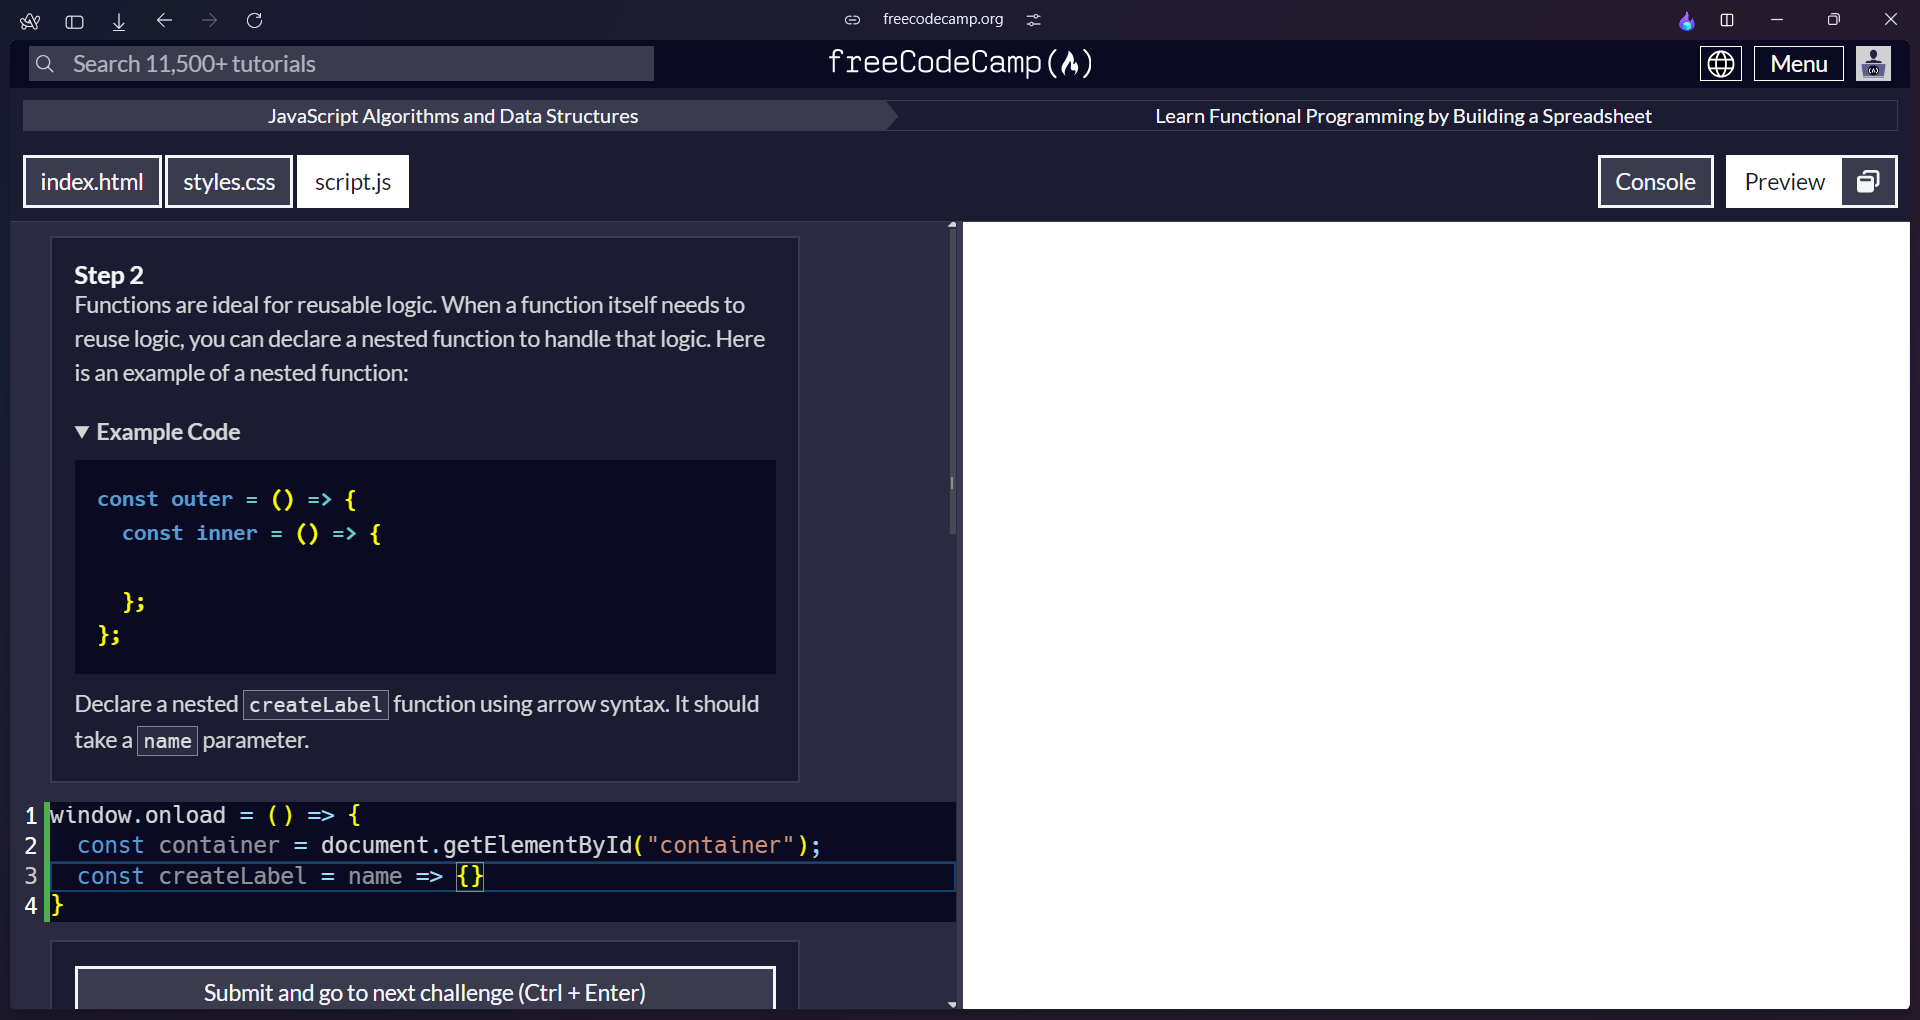 freecodecamp.org
Search 11,500+ tutorials
freeCodeCamp
Menu
JavaScript Algorithms and Data Structures
Learn Functional Programming by Building a Spreadsheet
index.html
styles.css
script.js
Console
Preview
Step 2
Functions are ideal for reusable logic. When a function itself needs to
reuse logic, you can declare a nested function to handle that logic. Here
is an example of a nested function:
▼ Example Code
const outer = () => {
  const inner = () => {

  };
};
Declare a nested createLabel function using arrow syntax. It should
take a name parameter.
1 window.onload = () => {
2   const container = document.getElementById("container");
3   const createLabel = name => {}
4 }
Submit and go to next challenge (Ctrl + Enter)